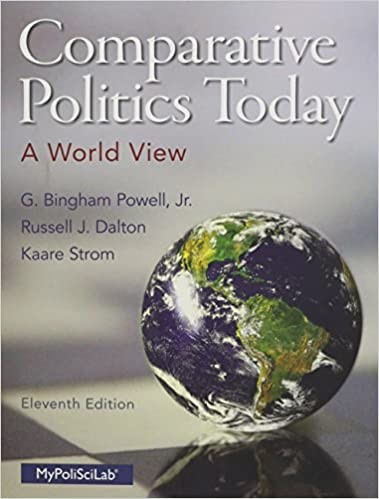 Comparative
Politics Today
A World View
G. Bingham Powell, Jr.
Russell J. Dalton
Kaare Strom
Eleventh Edition
MyPoliSciLab®